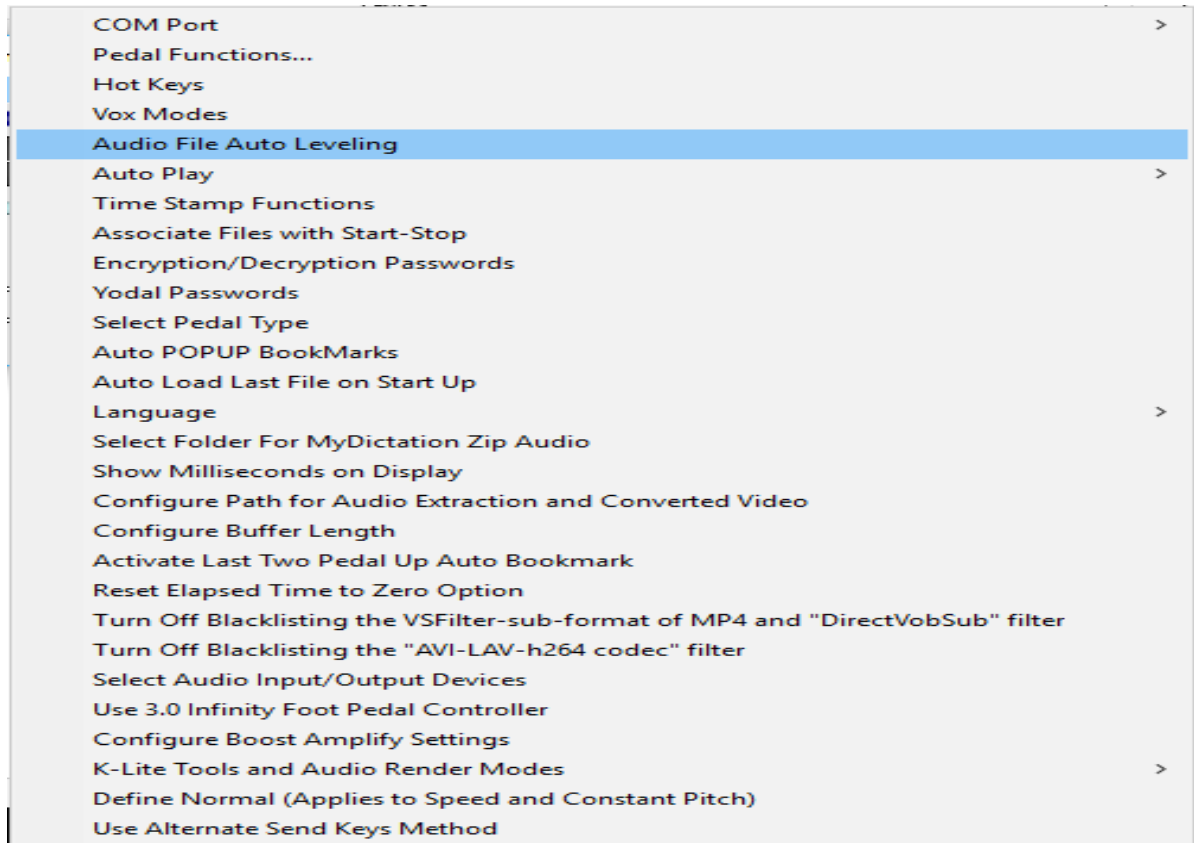 COM Port >
Pedal Functions...
Hot Keys
Vox Modes
Audio File Auto Leveling
Auto Play >
Time Stamp Functions
Associate Files with Start-Stop
Encryption/Decryption Passwords
Yodal Passwords
Select Pedal Type
Auto POPUP BookMarks
Auto Load Last File on Start Up
Language >
Select Folder For MyDictation Zip Audio
Show Milliseconds on Display
Configure Path for Audio Extraction and Converted Video
Configure Buffer Length
Activate Last Two Pedal Up Auto Bookmark
Reset Elapsed Time to Zero Option
Turn Off Blacklisting the VSFilter-sub-format of MP4 and "DirectVobSub" filter
Turn Off Blacklisting the "AVI-LAV-h264 codec" filter
Select Audio Input/Output Devices
Use 3.0 Infinity Foot Pedal Controller
Configure Boost Amplify Settings
K-Lite Tools and Audio Render Modes >
Define Normal (Applies to Speed and Constant Pitch)
Use Alternate Send Keys Method